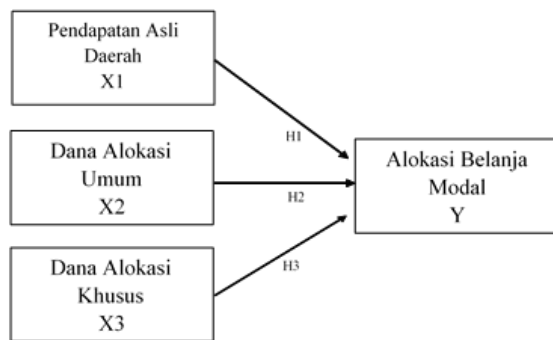 Pendapatan Asli
Daerah
X1
H1
Dana Alokasi
Umum
X2
H2
Alokasi Belanja
Modal
Y
Dana Alokasi
Khusus
X3
H3